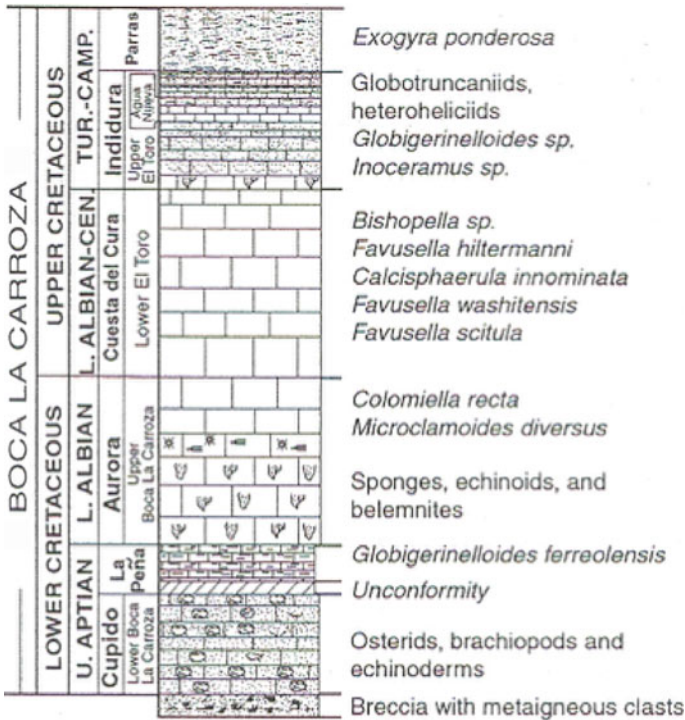 BOCA LA CARROZA
UPPER CRETACEOUS
LOWER CRETACEOUS
TUR.-CAMP.
L. ALBIAN-CEN.
L. ALBIAN
U. APTIAN
Parras
Indidura
Agua
Nueva
Upper
El Toro
Cuesta del Cura
Lower El Toro
Aurora
Upper
Boca La Carroza
La
Peña
Cupido
Lower Boca
La Carroza
Exogyra ponderosa
Globotruncaniids,
heteroheliciids
Globigerinelloides sp.
Inoceramus sp.
Bishopella sp.
Favusella hiltermanni
Calcisphaerula innominata
Favusella washitensis
Favusella scitula
Colomiella recta
Microclamoides diversus
Sponges, echinoids, and
belemnites
Globigerinelloides ferreolensis
Unconformity
Osterids, brachiopods and
echinoderms
Breccia with metaigneous clasts